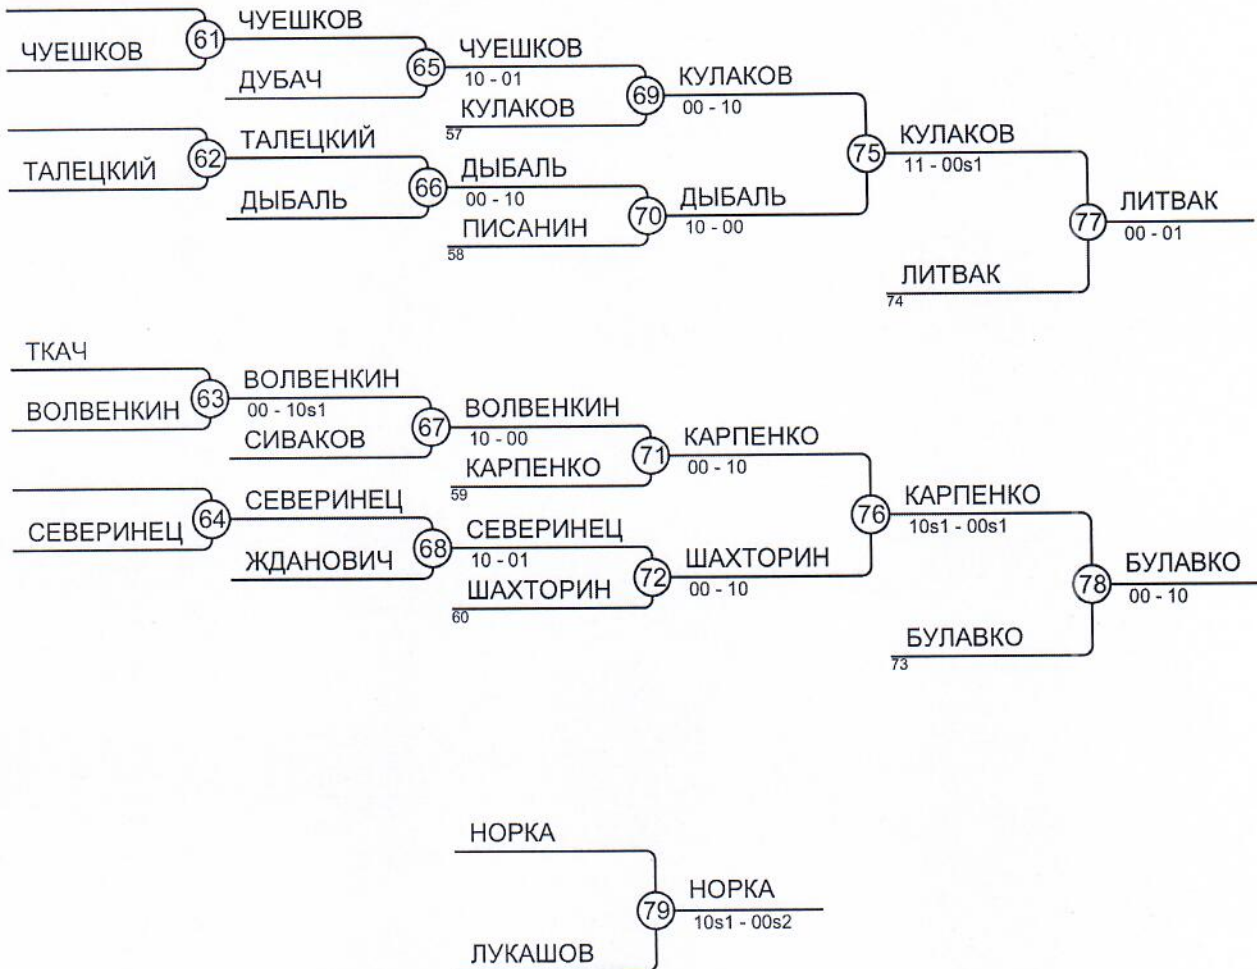 ЧУЕШКОВ
61
ЧУЕШКОВ
ДУБАЧ
65
ЧУЕШКОВ
10 - 01
КУЛАКОВ
57
69
КУЛАКОВ
00 - 10
ТАЛЕЦКИЙ
62
ТАЛЕЦКИЙ
ДЫБАЛЬ
66
ДЫБАЛЬ
00 - 10
ПИСАНИН
58
70
ДЫБАЛЬ
10 - 00
75
КУЛАКОВ
11 - 00s1
ЛИТВАК
74
77
ЛИТВАК
00 - 01
ТКАЧ
ВОЛВЕНКИН
63
ВОЛВЕНКИН
00 - 10s1
СИВАКОВ
67
ВОЛВЕНКИН
10 - 00
КАРПЕНКО
59
71
КАРПЕНКО
00 - 10
СЕВЕРИНЕЦ
64
СЕВЕРИНЕЦ
ЖДАНОВИЧ
68
СЕВЕРИНЕЦ
10 - 01
ШАХТОРИН
60
72
ШАХТОРИН
00 - 10
76
КАРПЕНКО
10s1 - 00s1
БУЛАВКО
73
78
БУЛАВКО
00 - 10
НОРКА
ЛУКАШОВ
79
НОРКА
10s1 - 00s2